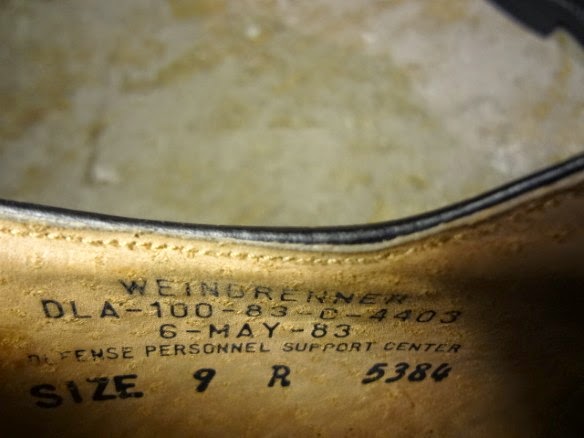 WEINBRENNER
DLA-100-83-C-4403
6-MAY-83
DEFENSE PERSONNEL SUPPORT CENTER
SIZE 9 R 5384